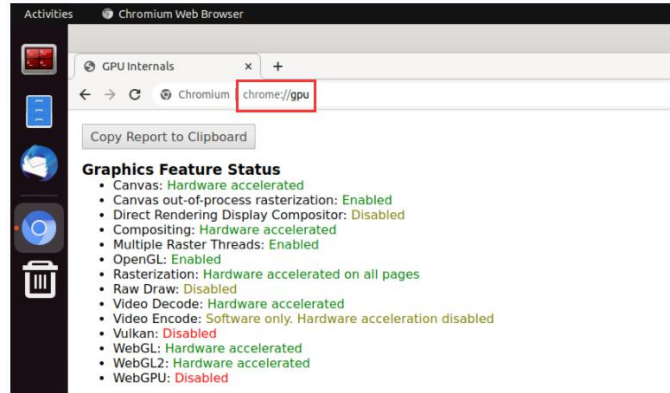 Activities Chromium Web Browser
GPU Internals × +
Chromium | chrome://gpu
Copy Report to Clipboard
Graphics Feature Status
• Canvas: Hardware accelerated
• Canvas out-of-process rasterization: Enabled
• Direct Rendering Display Compositor: Disabled
• Compositing: Hardware accelerated
• Multiple Raster Threads: Enabled
• OpenGL: Enabled
• Rasterization: Hardware accelerated on all pages
• Raw Draw: Disabled
• Video Decode: Hardware accelerated
• Video Encode: Software only. Hardware acceleration disabled
• Vulkan: Disabled
• WebGL: Hardware accelerated
• WebGL2: Hardware accelerated
• WebGPU: Disabled